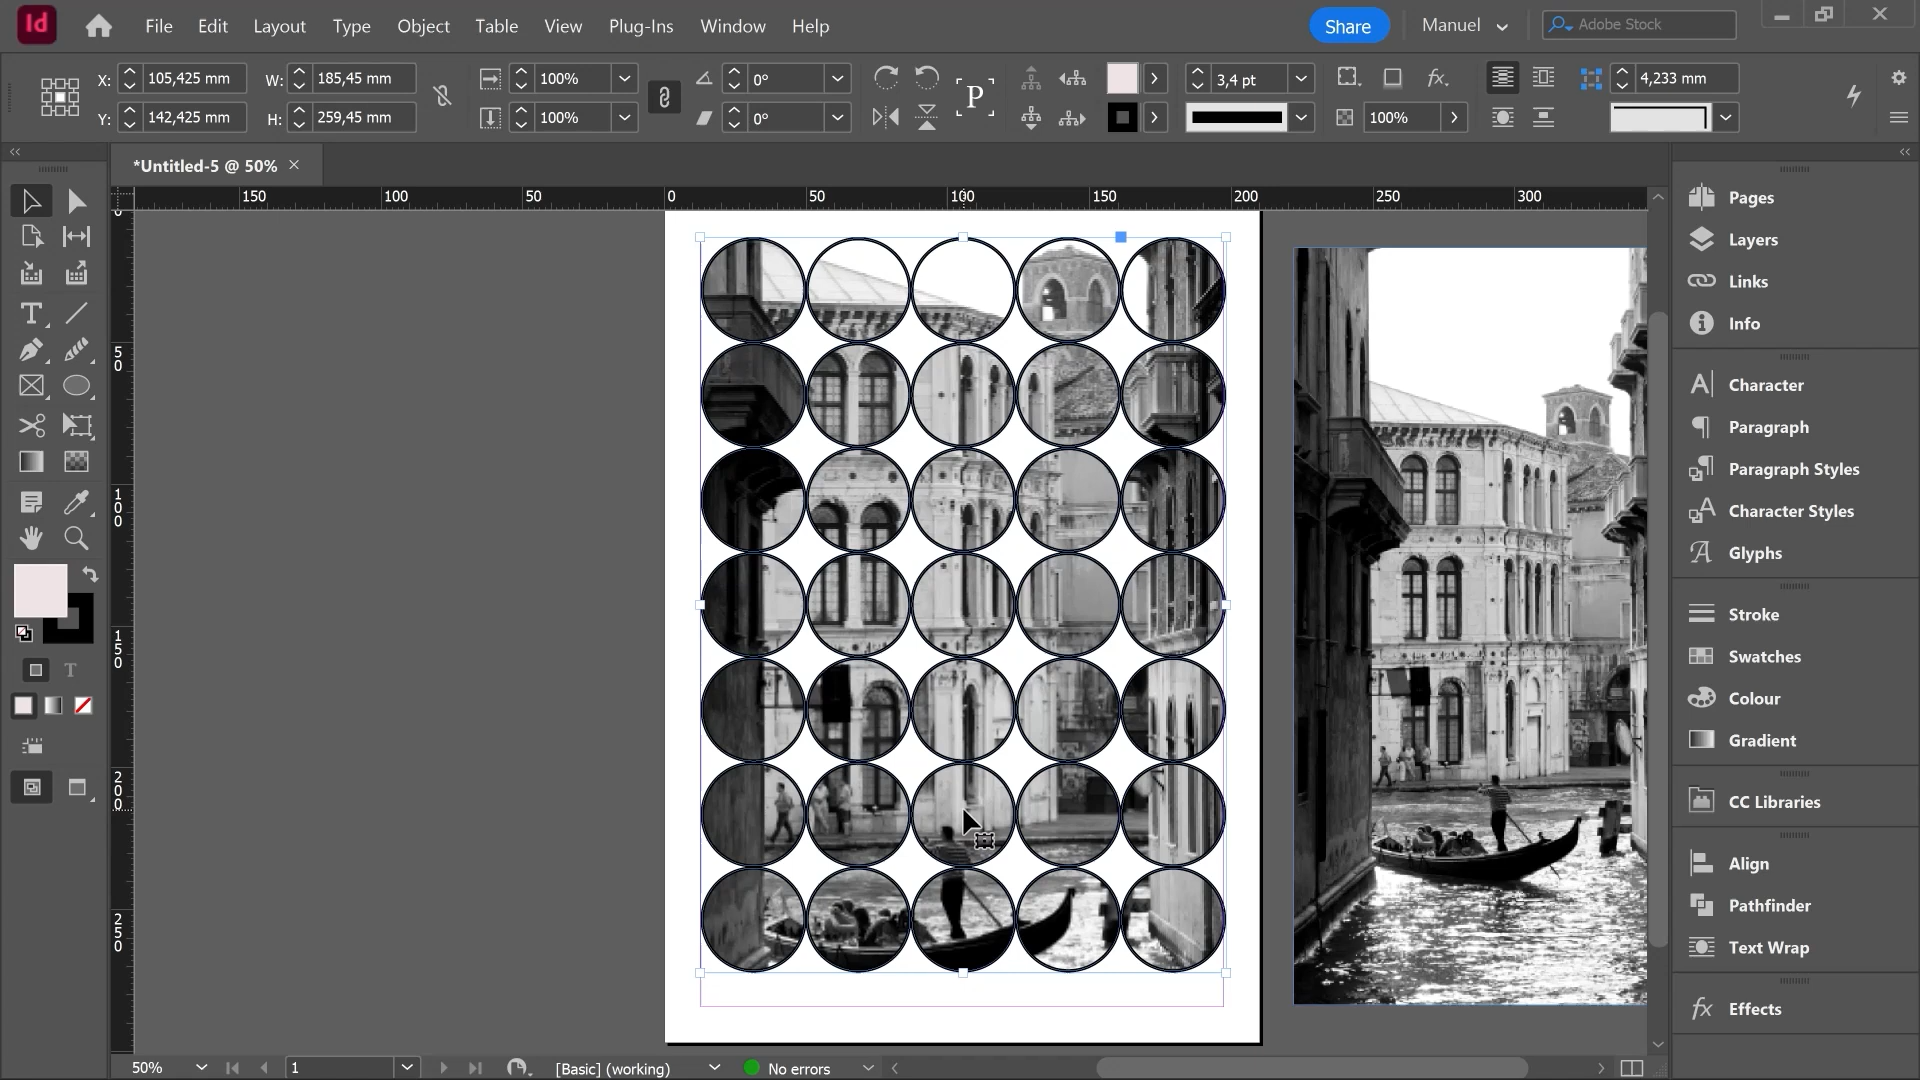 Id File Edit Layout Type Object Table View Plug-Ins Window Help Share Manuel Adobe Stock
X: 105,425 mm W: 185,45 mm 100% 0° P 3,4 pt fx. 4,233 mm
Y: 142,425 mm H: 259,45 mm 100% 0° 100%
*Untitled-5 @ 50% ×
150 100 50 0 50 100 150 200 250 300
0
50
100
150
200
250
T
T
Pages
Layers
Links
Info
Character
Paragraph
Paragraph Styles
Character Styles
Glyphs
Stroke
Swatches
Colour
Gradient
CC Libraries
Align
Pathfinder
Text Wrap
fx Effects
50% 1 [Basic] (working) No errors